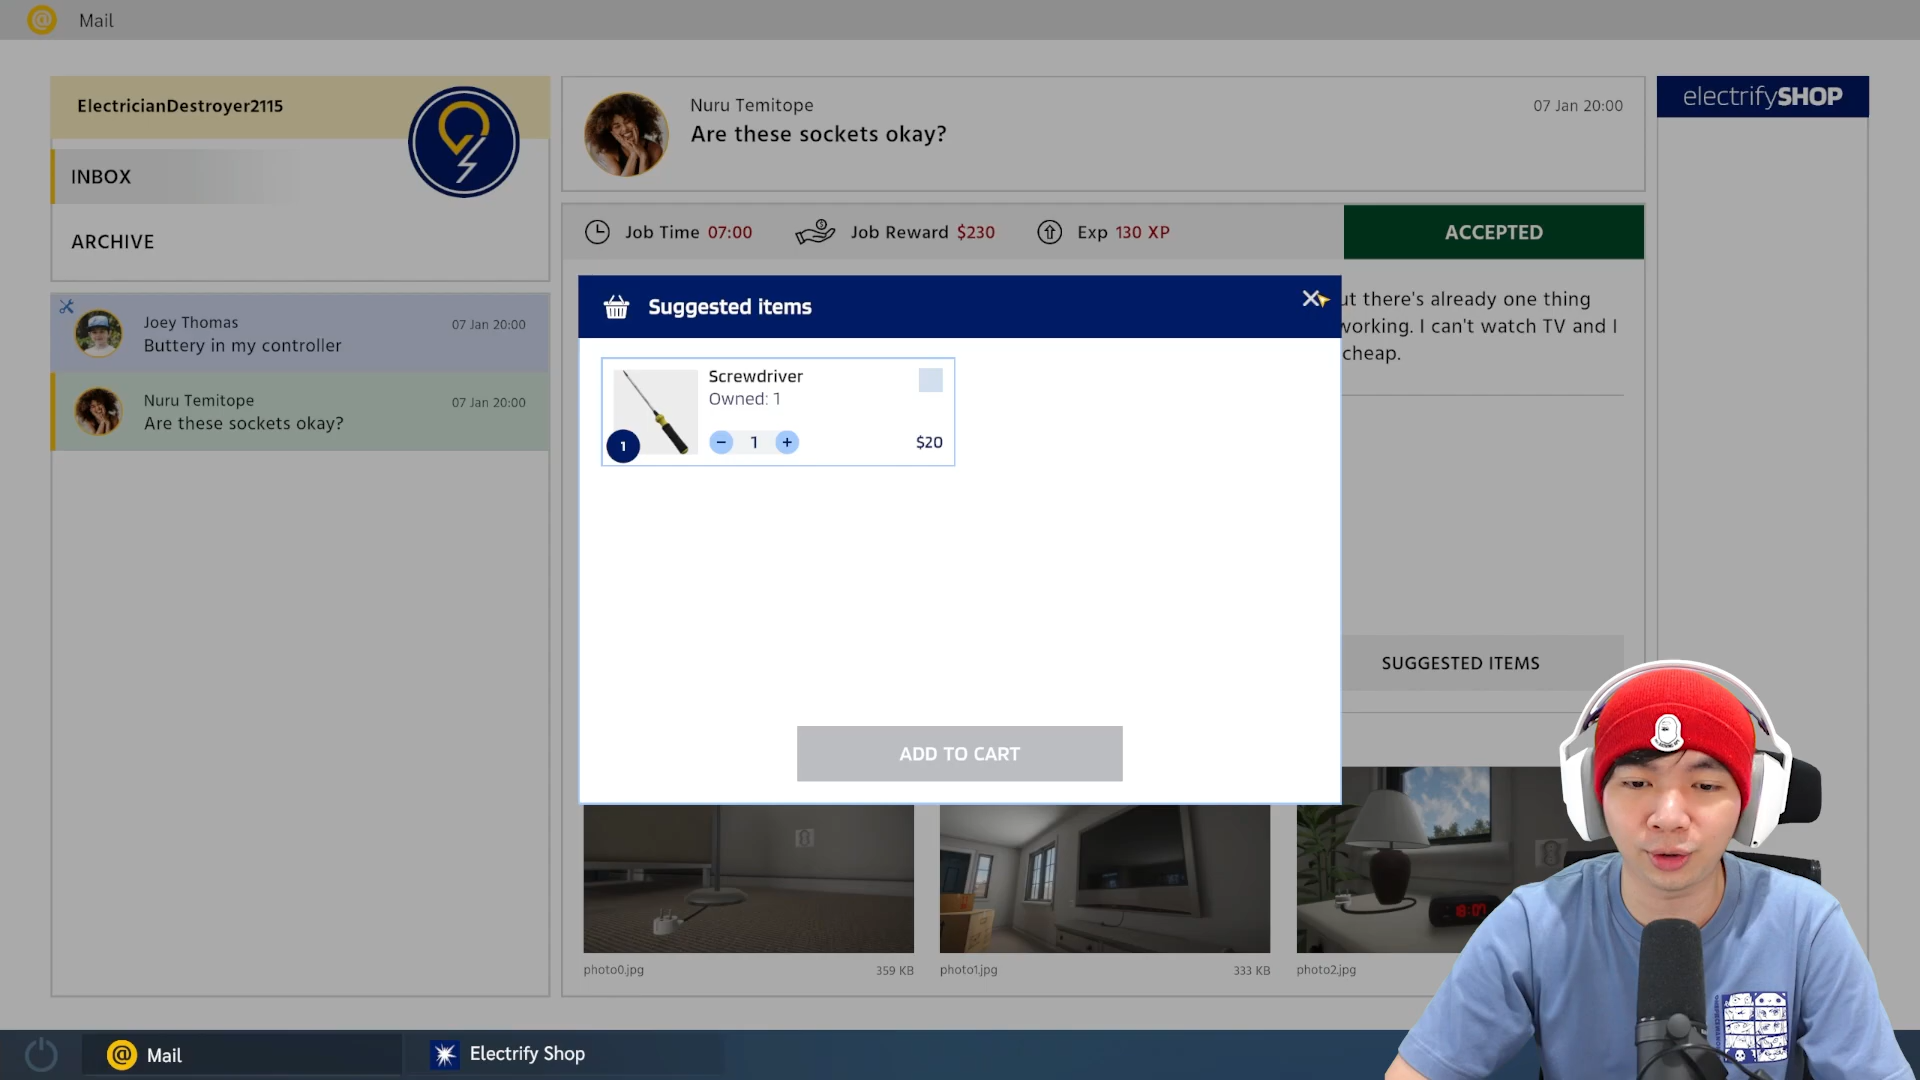 Mail
ElectricianDestroyer2115
INBOX
ARCHIVE
Joey Thomas
07 Jan 20:00
Buttery in my controller
Nuru Temitope
07 Jan 20:00
Are these sockets okay?
Nuru Temitope
07 Jan 20:00
Are these sockets okay?
electrifySHOP
Job Time 07:00
Job Reward $230
Exp 130 XP
ACCEPTED
ut there's already one thing
working. I can't watch TV and I
cheap.
Suggested items
Screwdriver
Owned: 1
1
1
$20
ADD TO CART
SUGGESTED ITEMS
18:07
photo0.jpg
359 KB
photo1.jpg
333 KB
photo2.jpg
Mail
Electrify Shop